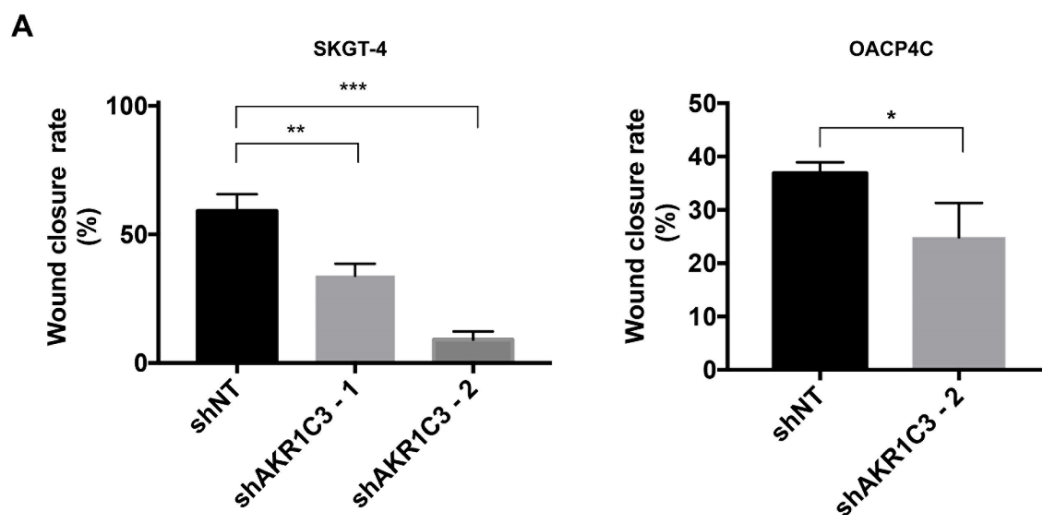 A
SKGT-4
Wound closure rate
(%)
100
50
0
***
**
shNT
shAKR1C3 - 1
shAKR1C3 - 2
OACP4C
Wound closure rate
(%)
50
40
30
20
10
0
*
shNT
shAKR1C3 - 2